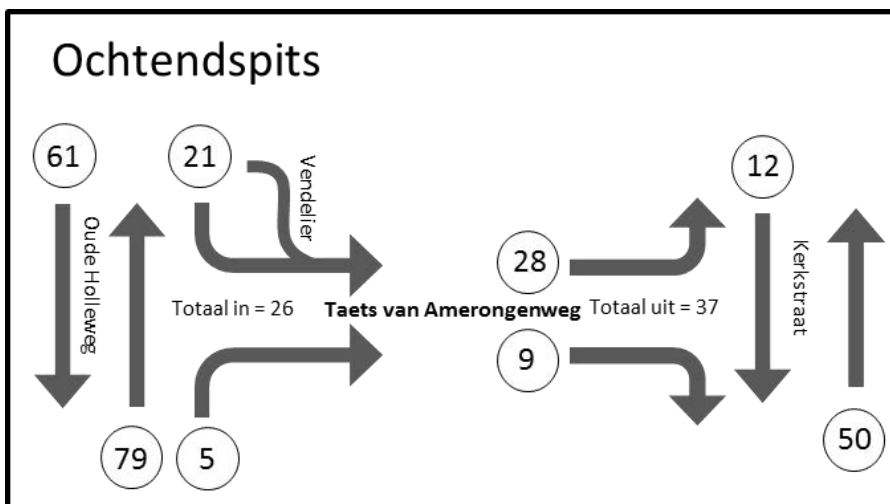 Ochtendspits
61
21
Vendelier
12
Oude Holleweg
28
Kerkstraat
Totaal in = 26
Taets van Amerongenweg
Totaal uit = 37
9
79
5
50